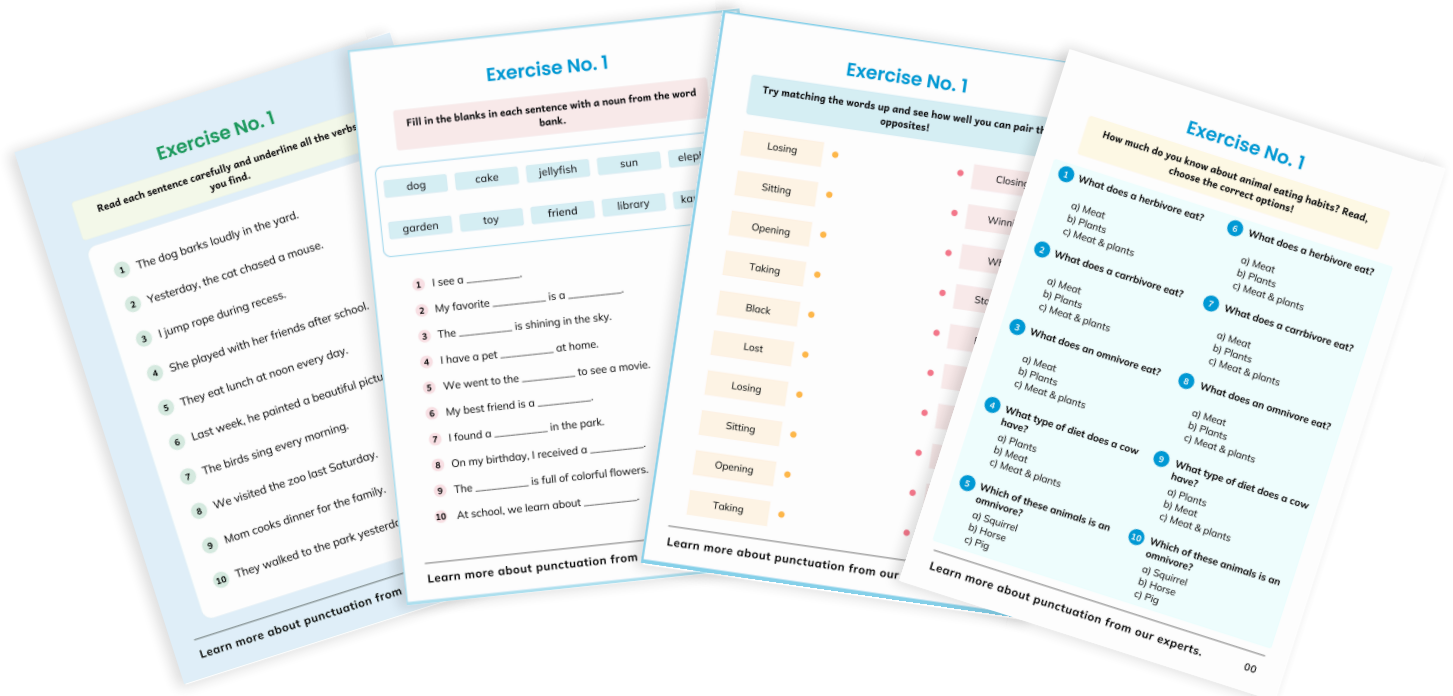 Exercise No. 1
Read each sentence carefully and underline all the verbs
you find.
1 The dog barks loudly in the yard.
2 Yesterday, the cat chased a mouse.
3 I jump rope during recess.
4 She played with her friends after school.
5 They eat lunch at noon every day.
6 Last week, he painted a beautiful
7 The birds sing every morning.
8 We visited the zoo last Saturday.
9 Mom cooks dinner for the family.
10 They walked to the park
Learn more about punctuation from
Exercise No. 1
Fill in the blanks in each sentence with a noun from the word
bank.
dog cake jellyfish sun
garden toy friend library
1 I see a __________.
2 My favorite __________ is a __________.
3 The __________ is shining in the sky.
4 I have a pet __________ at home.
5 We went to the __________ to see a movie.
6 My best friend is a __________.
7 I found a __________ in the park.
8 On my birthday, I received a __________.
9 The __________ is full of colorful flowers.
10 At school, we learn about __________.
Learn more about punctuation from
Exercise No. 1
Try matching the words up and see how well you can pair
opposites!
Losing
Sitting
Opening
Taking
Black
Lost
Losing
Sitting
Opening
Taking
Closing
Learn more about punctuation from our
Exercise No. 1
How much do you know about animal eating habits? Read,
choose the correct options!
1 What does a herbivore eat?
a) Meat
b) Plants
c) Meat & plants
2 What does a carrbivore eat?
a) Meat
b) Plants
c) Meat & plants
3 What does an omnivore eat?
a) Meat
b) Plants
c) Meat & plants
4 What type of diet does a cow
have?
a) Plants
b) Meat
c) Meat & plants
5 Which of these animals is an
omnivore?
a) Squirrel
b) Horse
c) Pig
6 What does a herbivore eat?
a) Meat
b) Plants
c) Meat & plants
7 What does a carrbivore eat?
a) Meat
b) Plants
c) Meat & plants
8 What does an omnivore eat?
a) Meat
b) Plants
c) Meat & plants
9 What type of diet does a cow
have?
a) Plants
b) Meat
c) Meat & plants
10 Which of these animals is an
omnivore?
a) Squirrel
b) Horse
c) Pig
Learn more about punctuation from our experts.
00